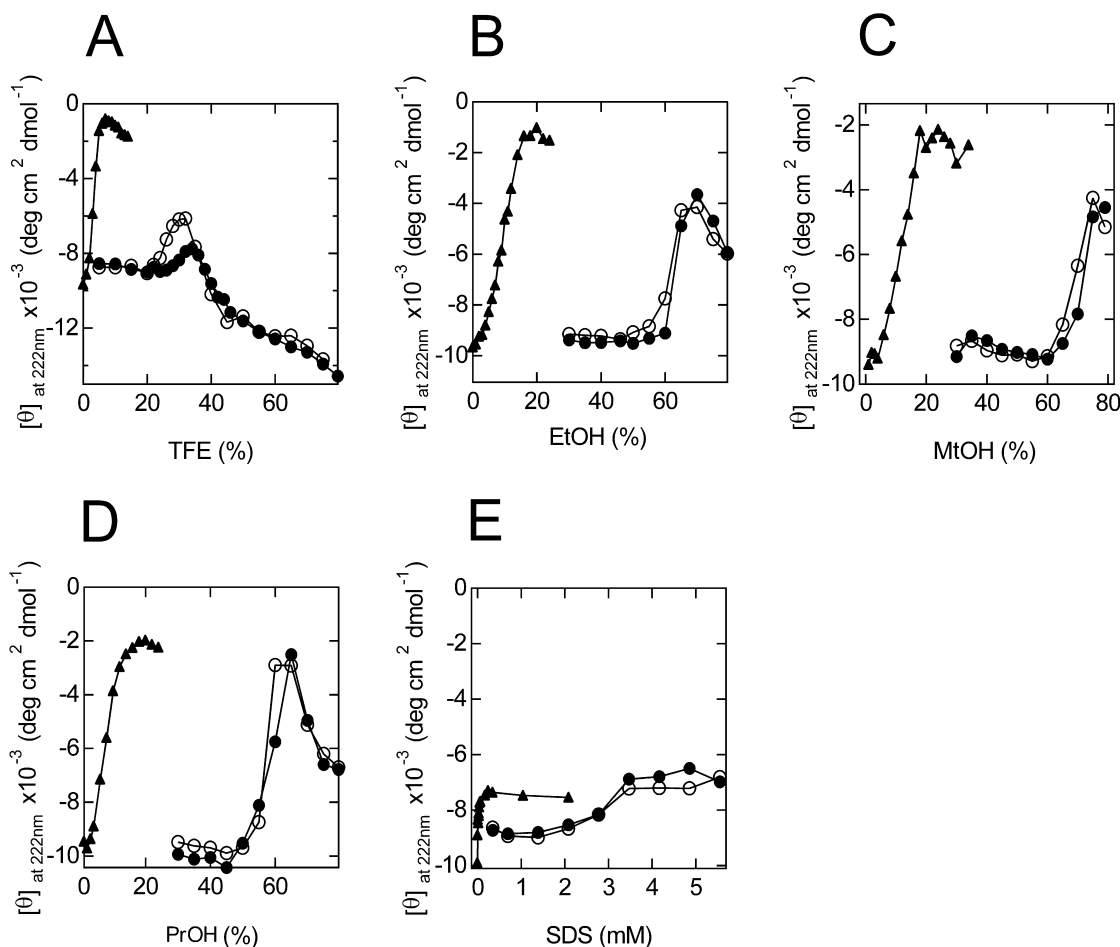 A
B
C
[θ] at 222nm x10⁻³ (deg cm² dmol⁻¹)
0
-4
-8
-12
0 20 40 60
TFE (%)
[θ] at 222nm x10⁻³ (deg cm² dmol⁻¹)
0
-2
-4
-6
-8
-10
0 20 40 60
EtOH (%)
[θ] at 222nm x10⁻³ (deg cm² dmol⁻¹)
-2
-4
-6
-8
-10
0 20 40 60 80
MtOH (%)
D
E
[θ] at 2222nm x10⁻³ (deg cm² dmol⁻¹)
0
-2
-4
-6
-8
-10
0 20 40 60
PrOH (%)
[θ] at 222nm x10⁻³ (deg cm² dmol⁻¹)
0
-2
-4
-6
-8
-10
0 1 2 3 4 5
SDS (mM)